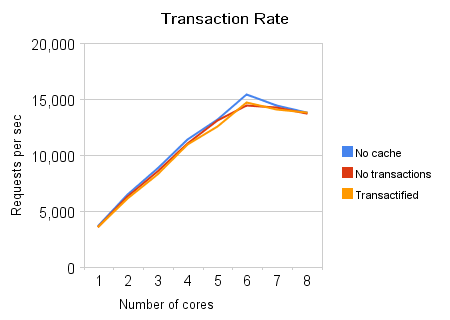 Transaction Rate
20,000
15,000
10,000
5,000
0
Requests per sec
1 2 3 4 5 6 7 8
Number of cores
No cache
No transactions
Transactified